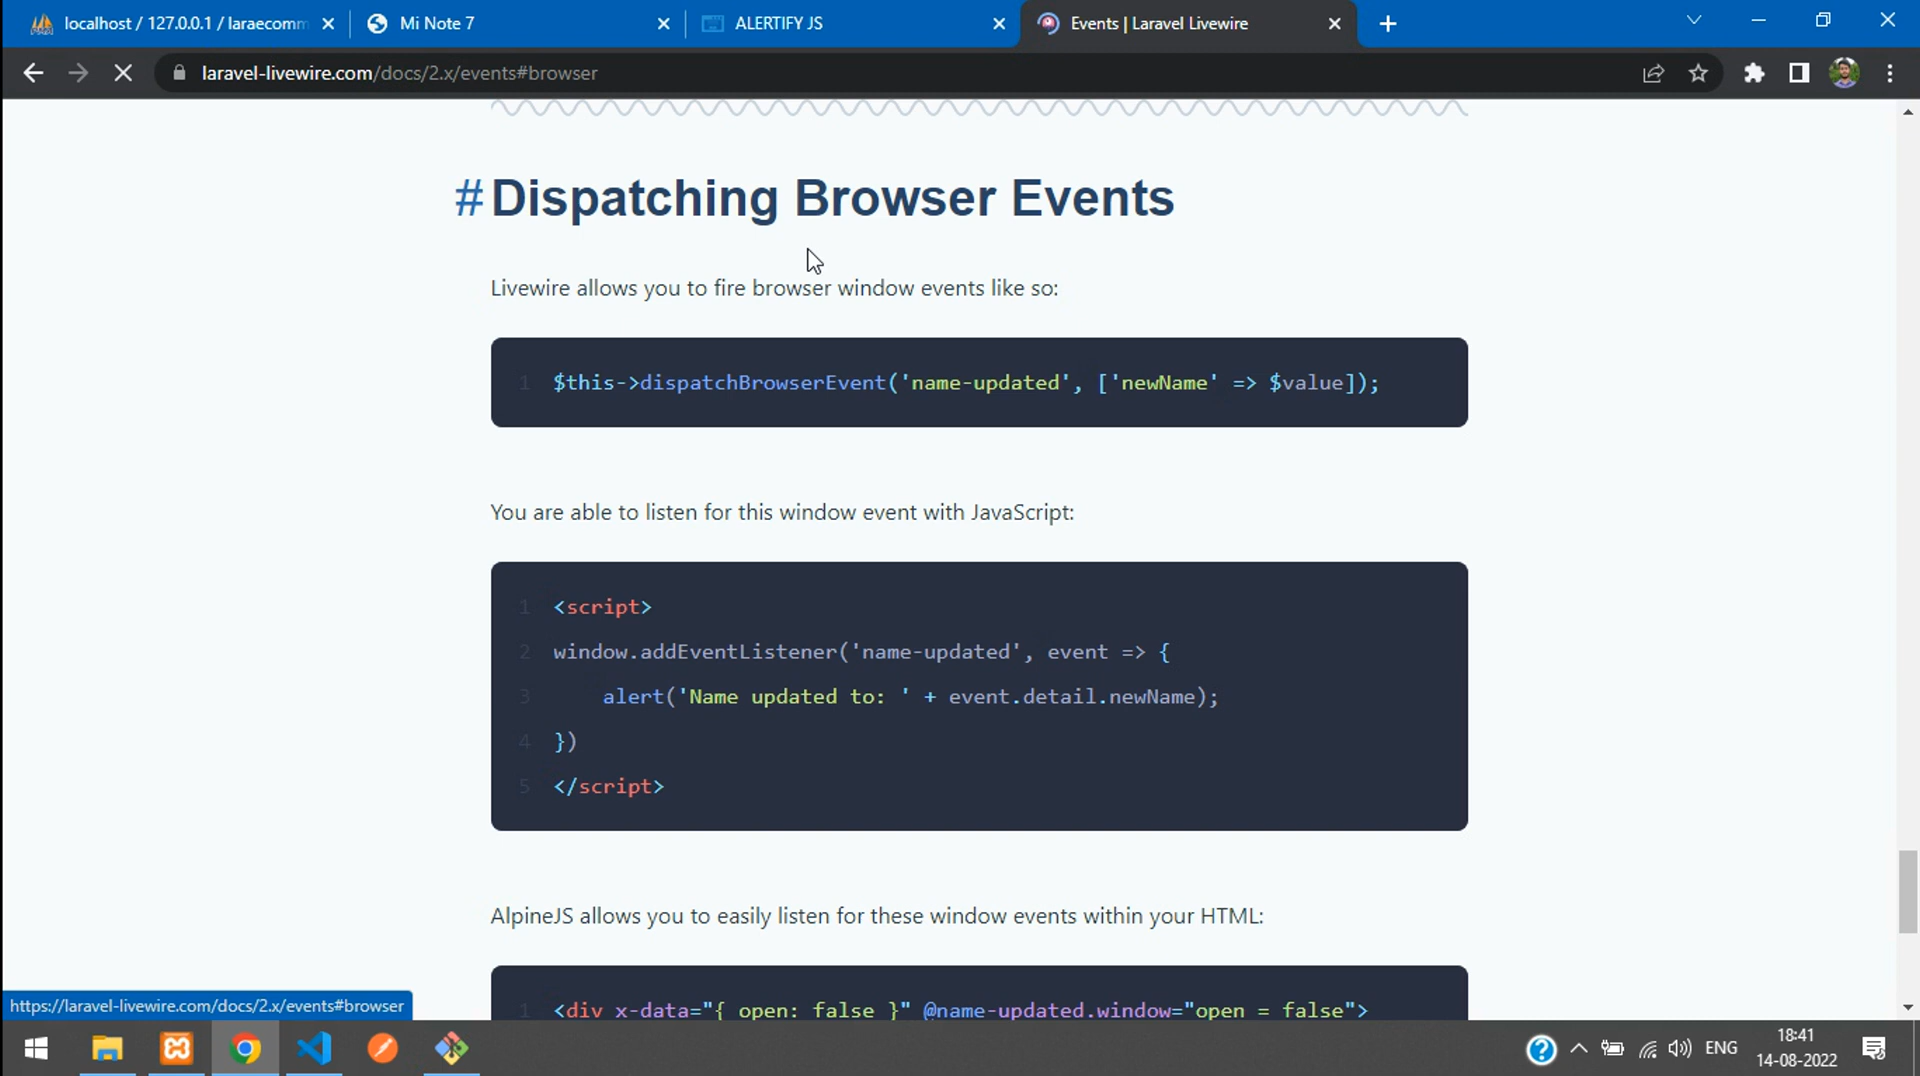 localhost / 127.0.0.1 / laraecomm
Mi Note 7
ALERTIFY JS
Events | Laravel Livewire
laravel-livewire.com/docs/2.x/events#browser
#Dispatching Browser Events
Livewire allows you to fire browser window events like so:
1 $this->dispatchBrowserEvent('name-updated', ['newName' => $value]);
You are able to listen for this window event with JavaScript:
1 <script>
2 window.addEventListener('name-updated', event => {
3 alert('Name updated to: ' + event.detail.newName);
4 })
5 </script>
AlpineJS allows you to easily listen for these window events within your HTML:
1 <div x-data="{ open: false }" @name-updated.window="open = false">
https://laravel-livewire.com/docs/2.x/events#browser
ENG
18:41
14-08-2022